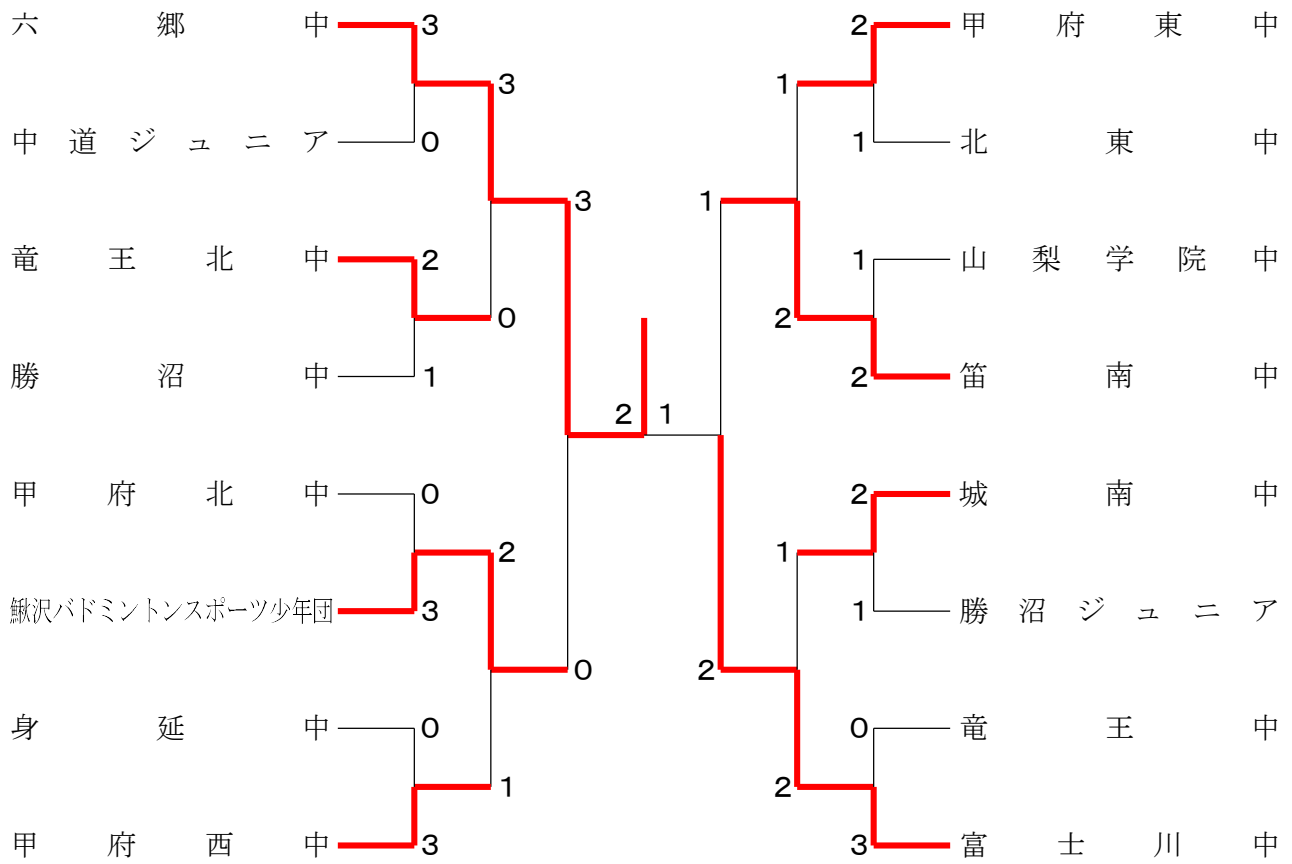 六郷中 3 2 甲府東中
3 1
中道ジュニア 0 1 北東中
3 1
竜王北中 2 1 山梨学院中
0 2
勝沼中 1 2 笛南中
2 1
甲府北中 0 2 城南中
2 1
鰍沢バドミントンスポーツ少年団 3 1 勝沼ジュニア
0 2
身延中 0 0 竜王中
1 2
甲府西中 3 3 富士川中